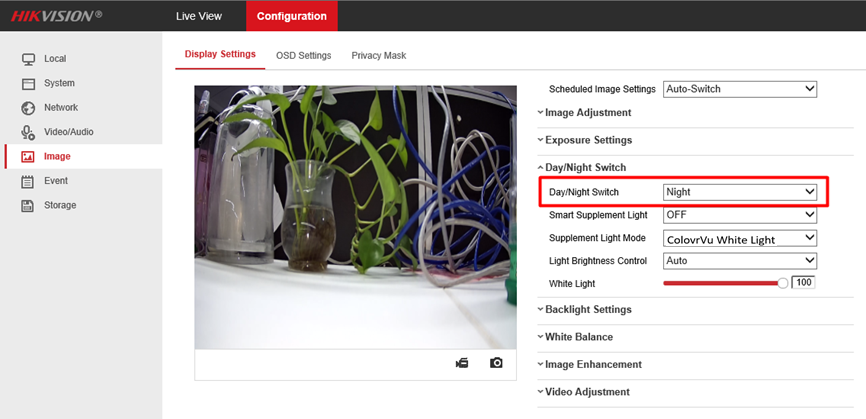 HIKVISION®
Live View
Configuration
Local
System
Network
Video/Audio
Image
Event
Storage
Display Settings
OSD Settings
Privacy Mask
Scheduled Image Settings Auto-Switch
Image Adjustment
Exposure Settings
Day/Night Switch
Day/Night Switch Night
Smart Supplement Light OFF
Supplement Light Mode ColovrVu White Light
Light Brightness Control Auto
White Light 100
Backlight Settings
White Balance
Image Enhancement
Video Adjustment